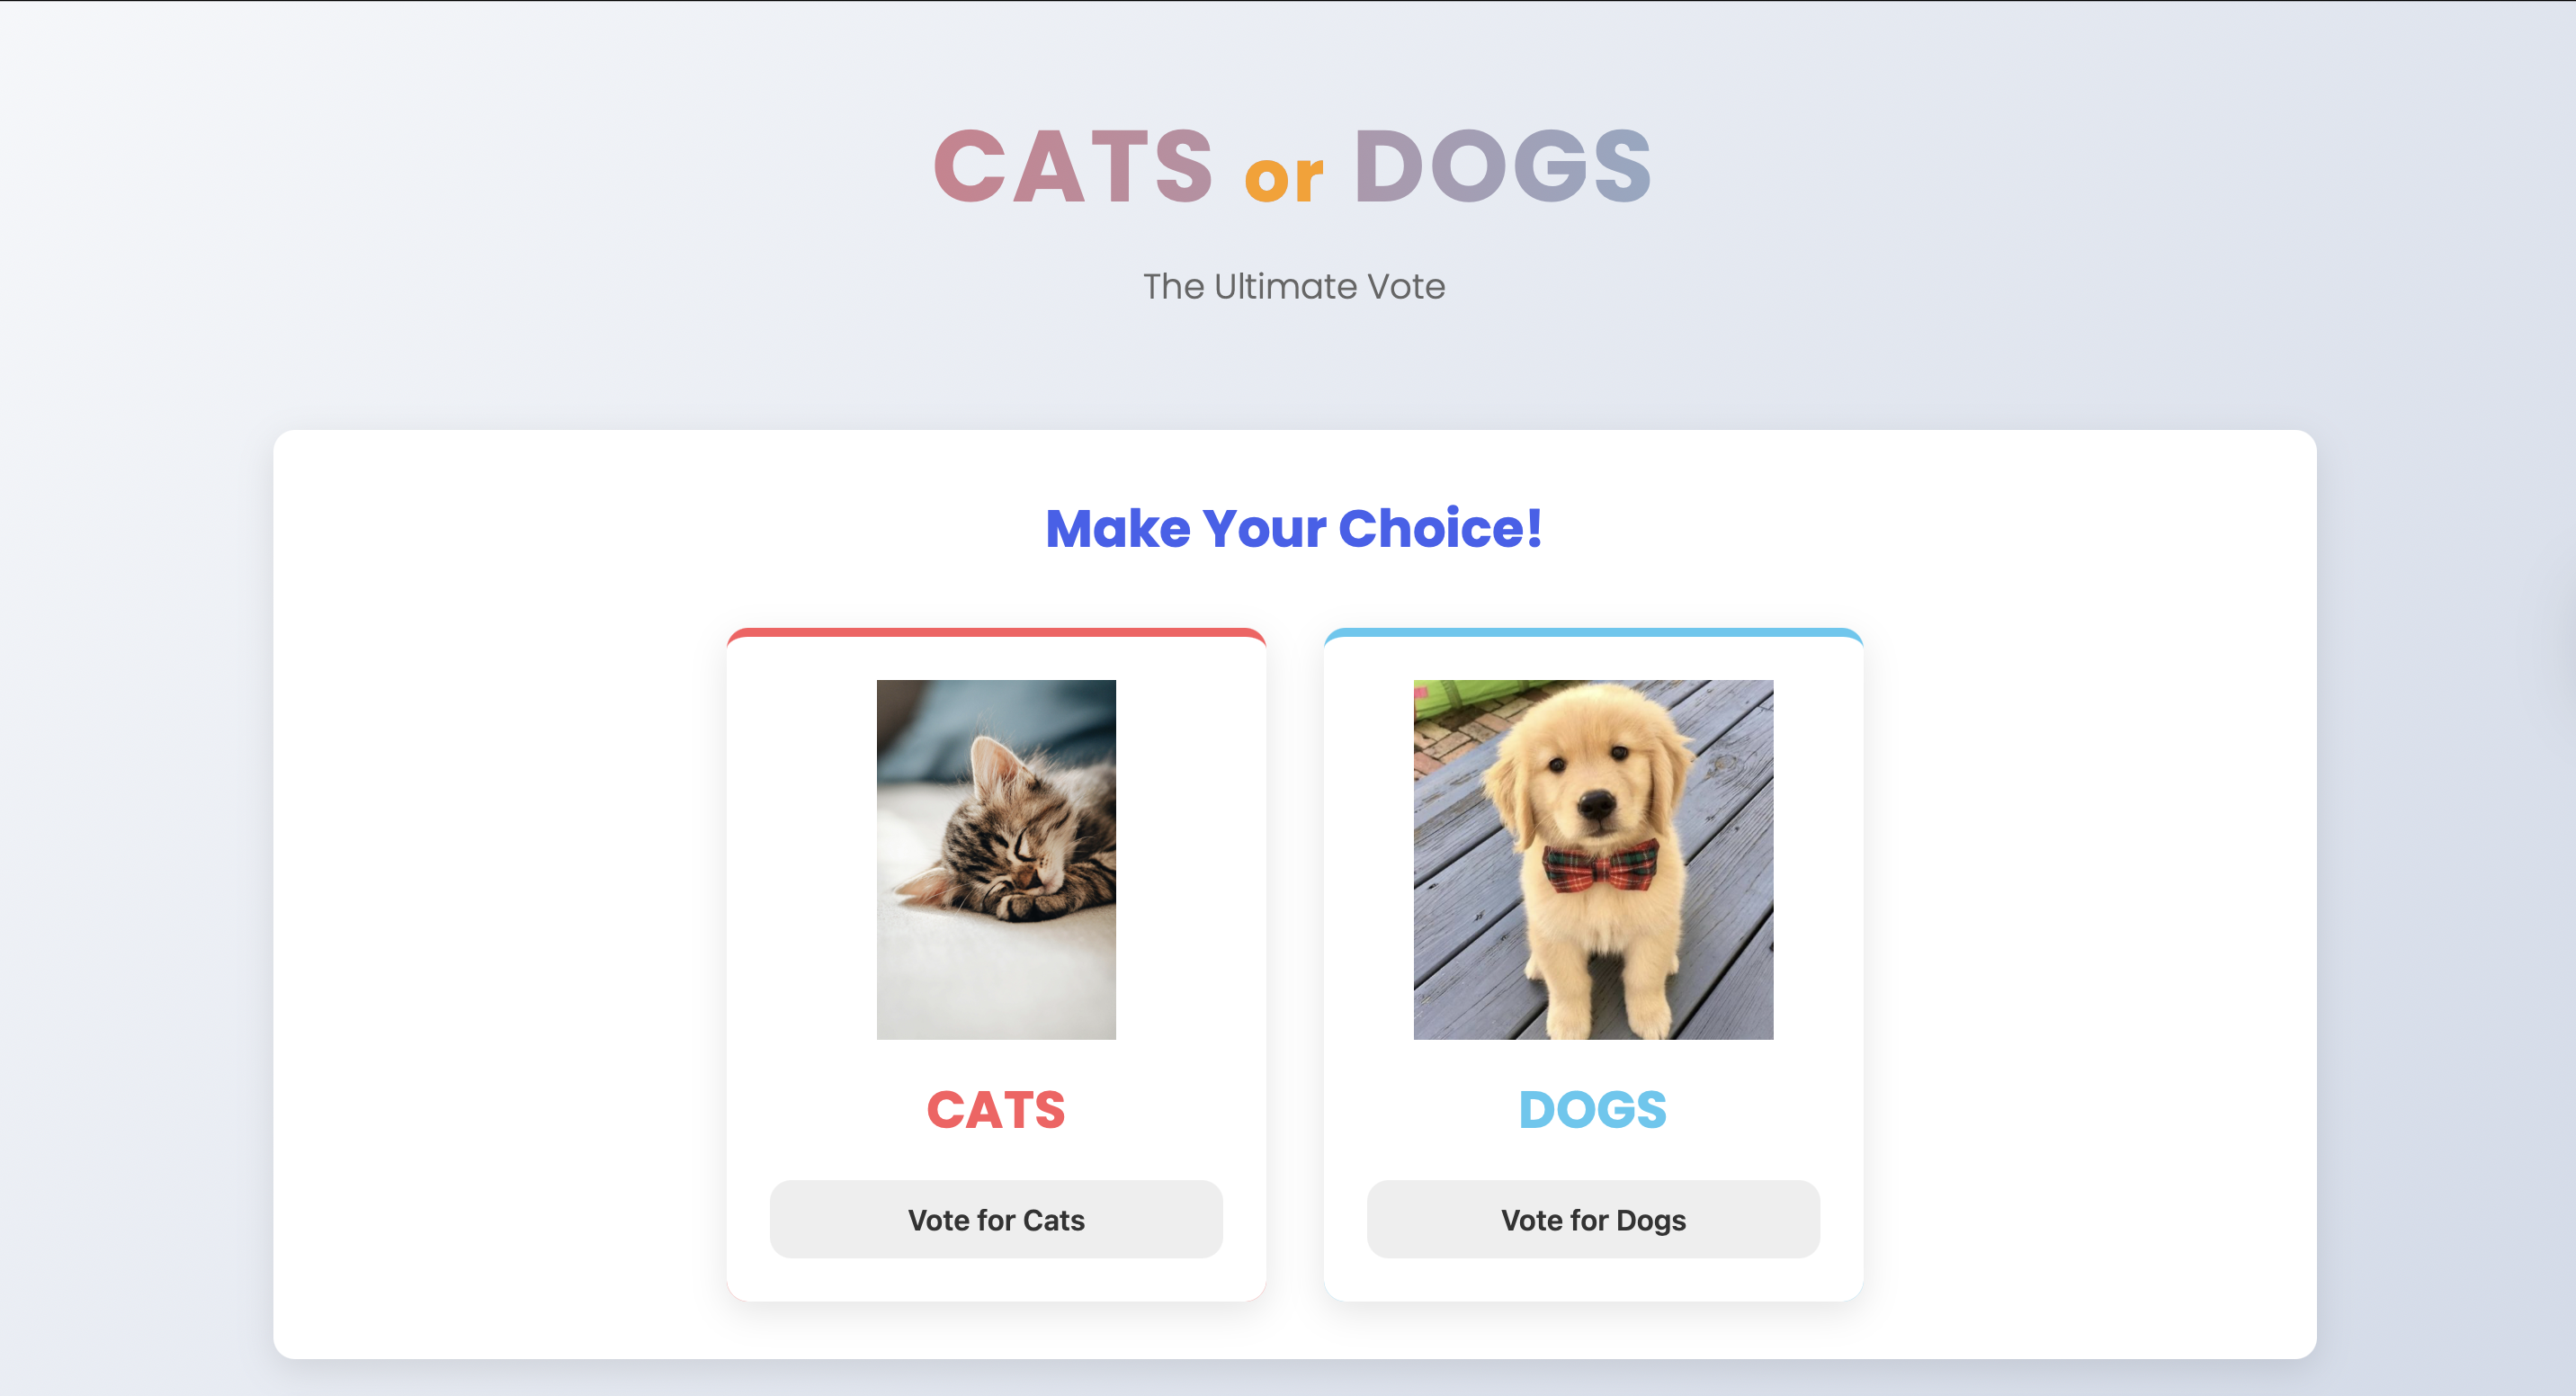 CATS or DOGS
The Ultimate Vote
Make Your Choice!
CATS
DOGS
Vote for Cats
Vote for Dogs